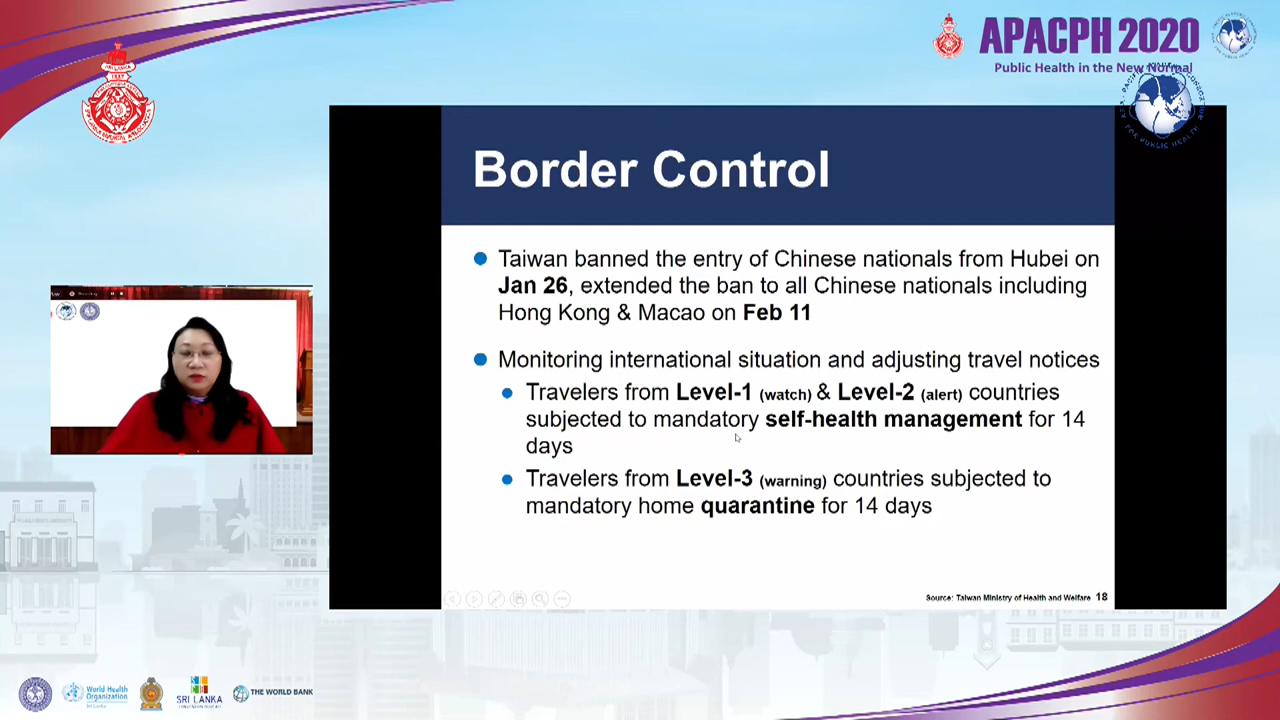 APACPH 2020
Public Health in the New Normal
Border Control
Taiwan banned the entry of Chinese nationals from Hubei on
Jan 26, extended the ban to all Chinese nationals including
Hong Kong & Macao on Feb 11
Monitoring international situation and adjusting travel notices
Travelers from Level-1 (watch) & Level-2 (alert) countries
subjected to mandatory self-health management for 14
days
Travelers from Level-3 (warning) countries subjected to
mandatory home quarantine for 14 days
Source: Taiwan Ministry of Health and Welfare 18
World Health
Organization
Sri Lanka
SRI LANKA
THE WORLD BANK